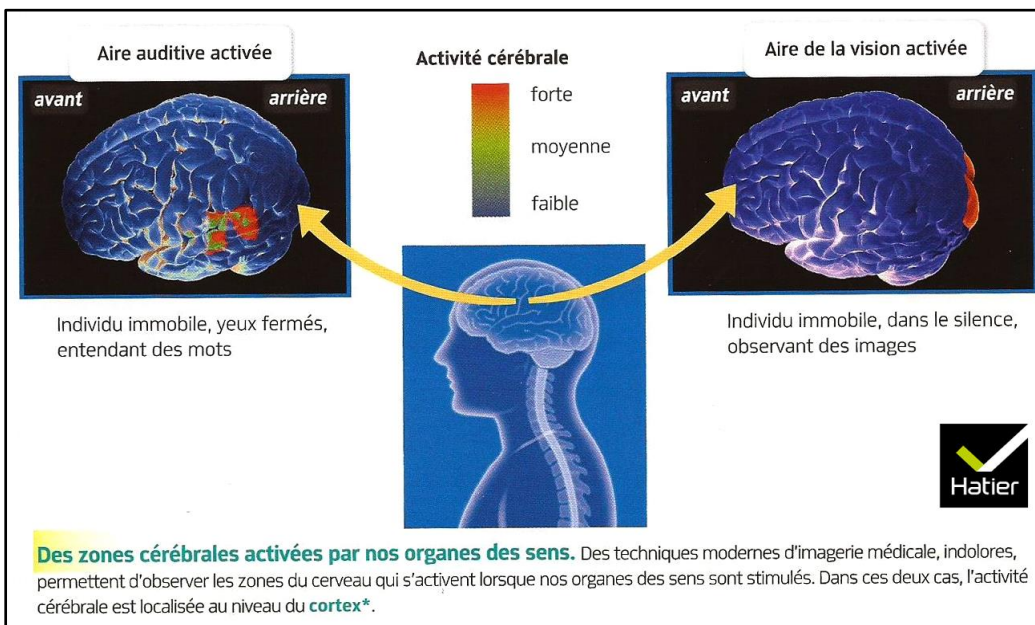 Aire auditive activée
avant
arrière
Individu immobile, yeux fermés,
entendant des mots
Activité cérébrale
forte
moyenne
faible
Aire de la vision activée
avant
arrière
Individu immobile, dans le silence,
observant des images
Hatier
Des zones cérébrales activées par nos organes des sens. Des techniques modernes d'imagerie médicale, indolores,
permettent d'observer les zones du cerveau qui s'activent lorsque nos organes des sens sont stimulés. Dans ces deux cas, l'activité
cérébrale est localisée au niveau du cortex*.